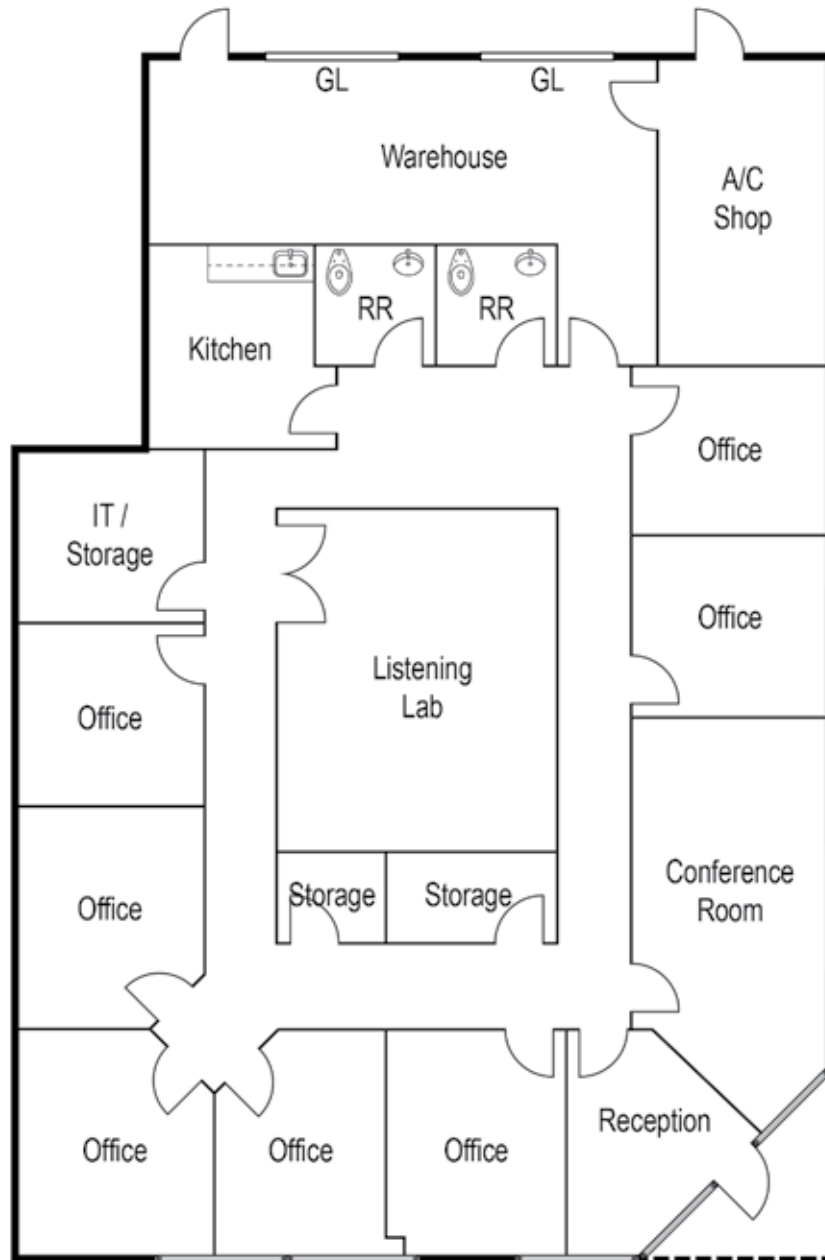 GL
GL
Warehouse
A/C
Shop
RR
RR
Kitchen
Office
IT /
Storage
Office
Listening
Lab
Office
Conference
Room
Storage
Storage
Office
Reception
Office
Office
Office